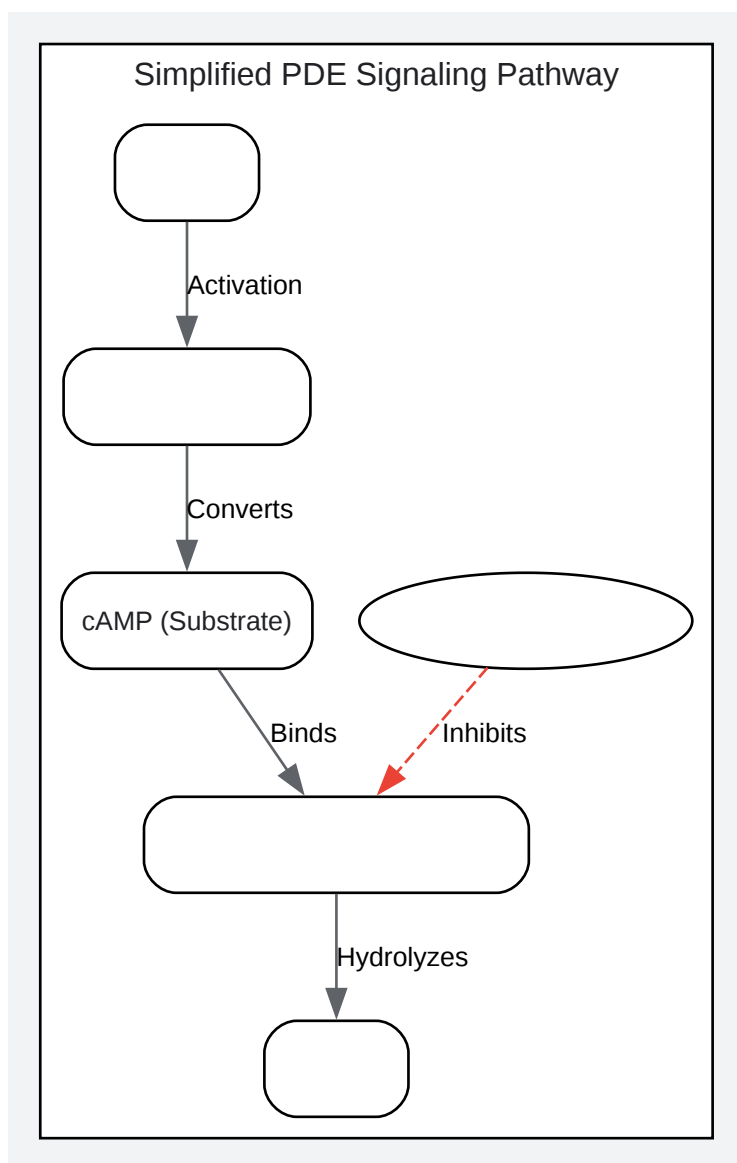 Simplified PDE Signaling Pathway
Activation
Converts
cAMP (Substrate)
Binds
Inhibits
Hydrolyzes